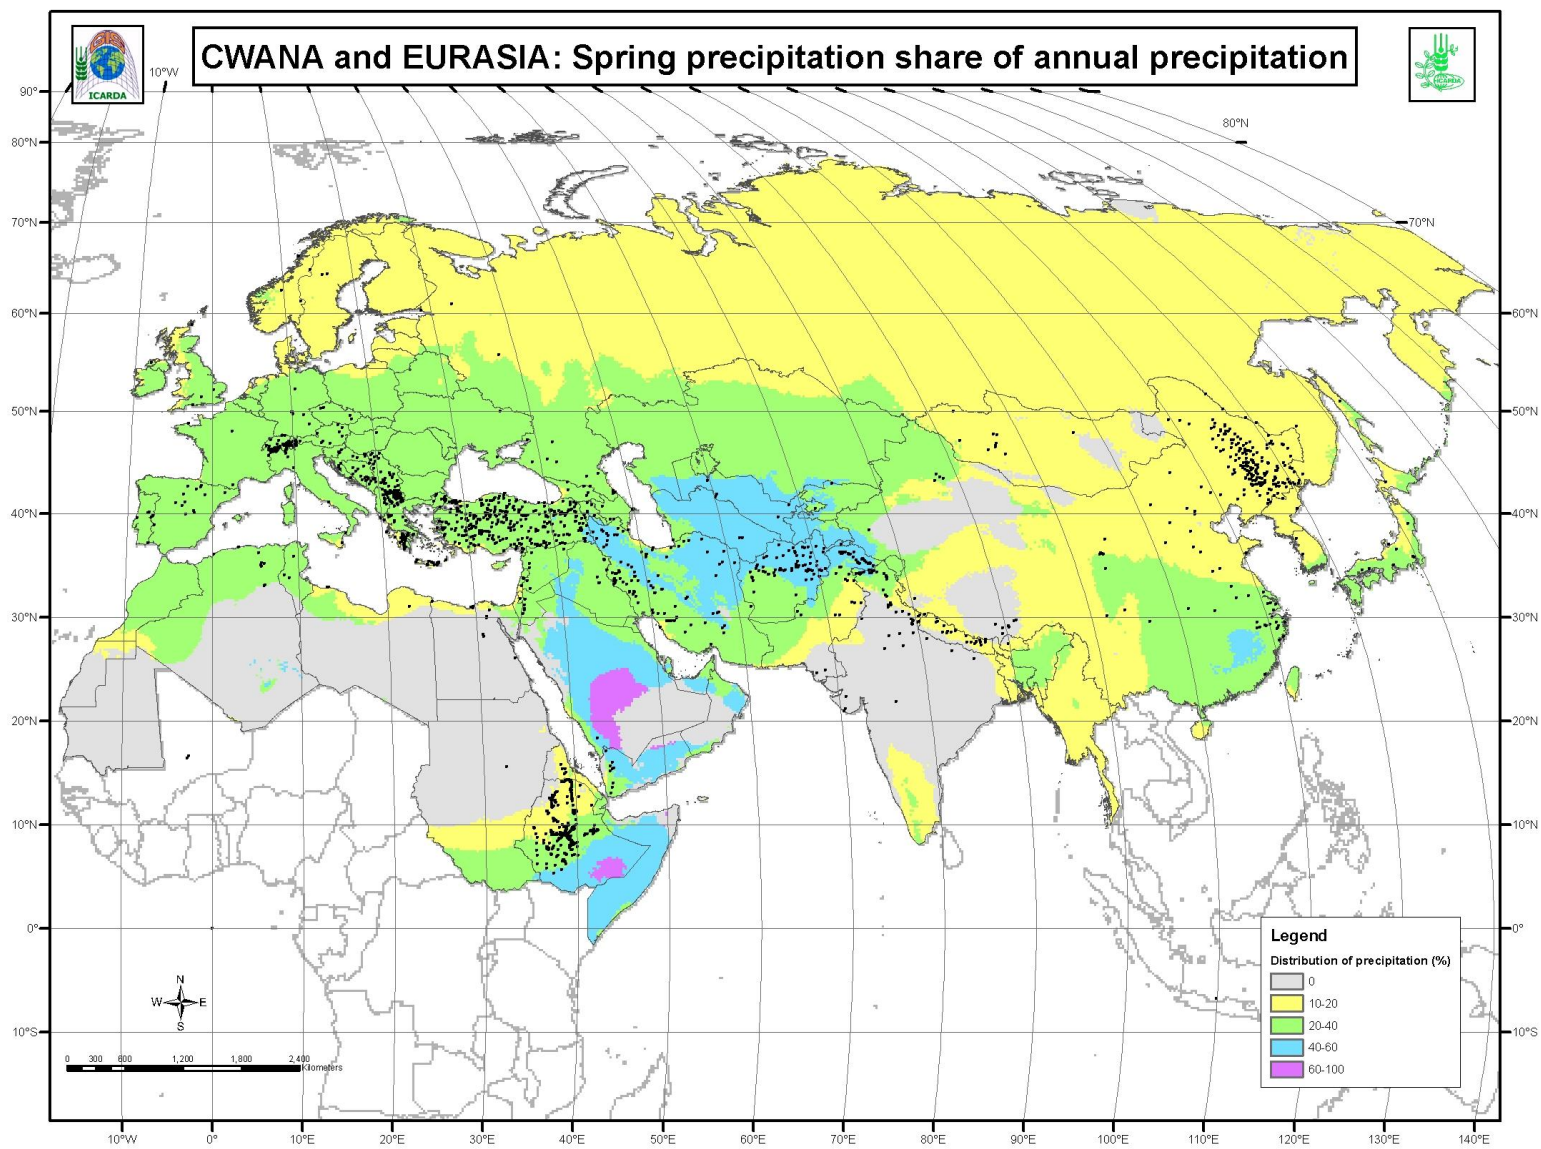 CWANA and EURASIA: Spring precipitation share of annual precipitation
GIS
ICARDA
ICARDA
10°W
80°N
90°
80°N
70°N
70°N
60°N
60°N
50°N
50°N
40°N
40°N
30°N
30°N
20°N
20°N
10°N
10°N
0°
0°
10°S
10°S
N
W E
S
0 300 600 1,200 1,800 2,400
Kilometers
Legend
Distribution of precipitation (%)
0
10-20
20-40
40-60
60-100
10°W 0° 10°E 20°E 30°E 40°E 50°E 60°E 70°E 80°E 90°E 100°E 110°E 120°E 130°E 140°E